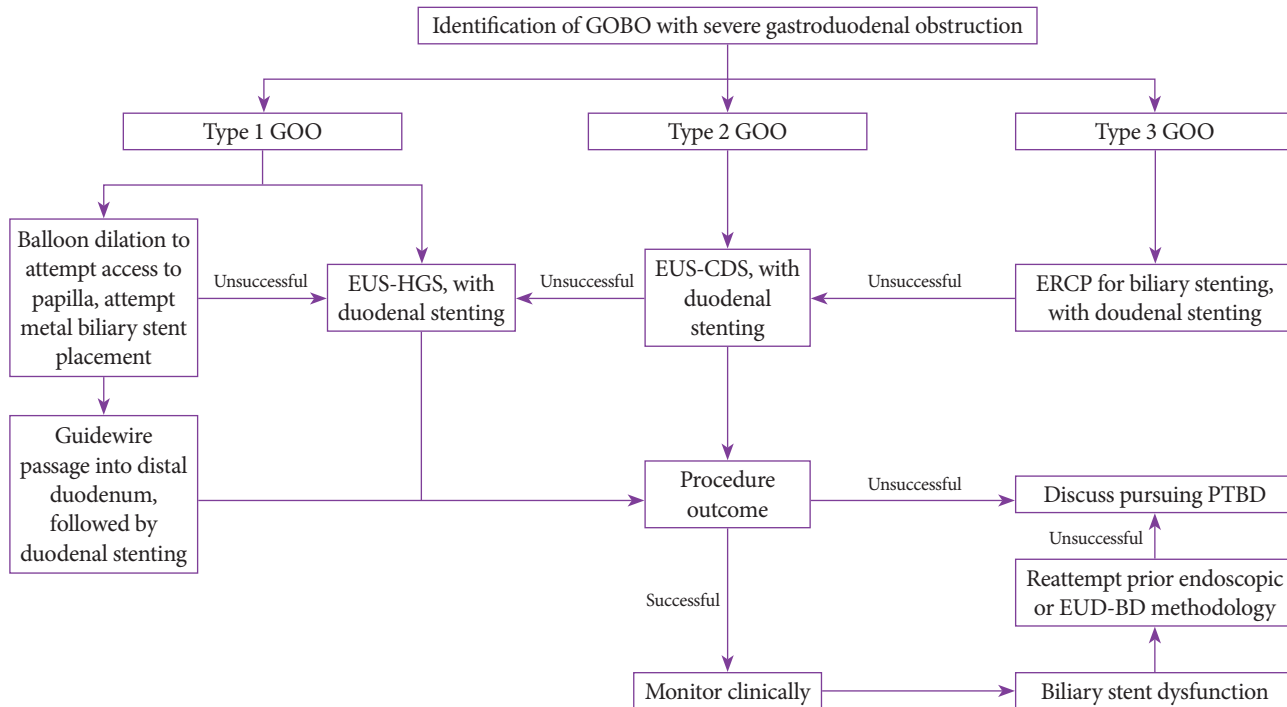 Identification of GOBO with severe gastroduodenal obstruction
Type 1 GOO
Type 2 GOO
Type 3 GOO
Balloon dilation to
attempt access to
papilla, attempt
metal biliary stent
placement
Unsuccessful
EUS-HGS, with
duodenal stenting
Unsuccessful
EUS-CDS, with
duodenal
stenting
Unsuccessful
ERCP for biliary stenting,
with doudenal stenting
Guidewire
passage into distal
duodenum,
followed by
duodenal stenting
Procedure
outcome
Unsuccessful
Discuss pursuing PTBD
Unsuccessful
Reattempt prior endoscopic
or EUD-BD methodology
Successful
Monitor clinically
Biliary stent dysfunction